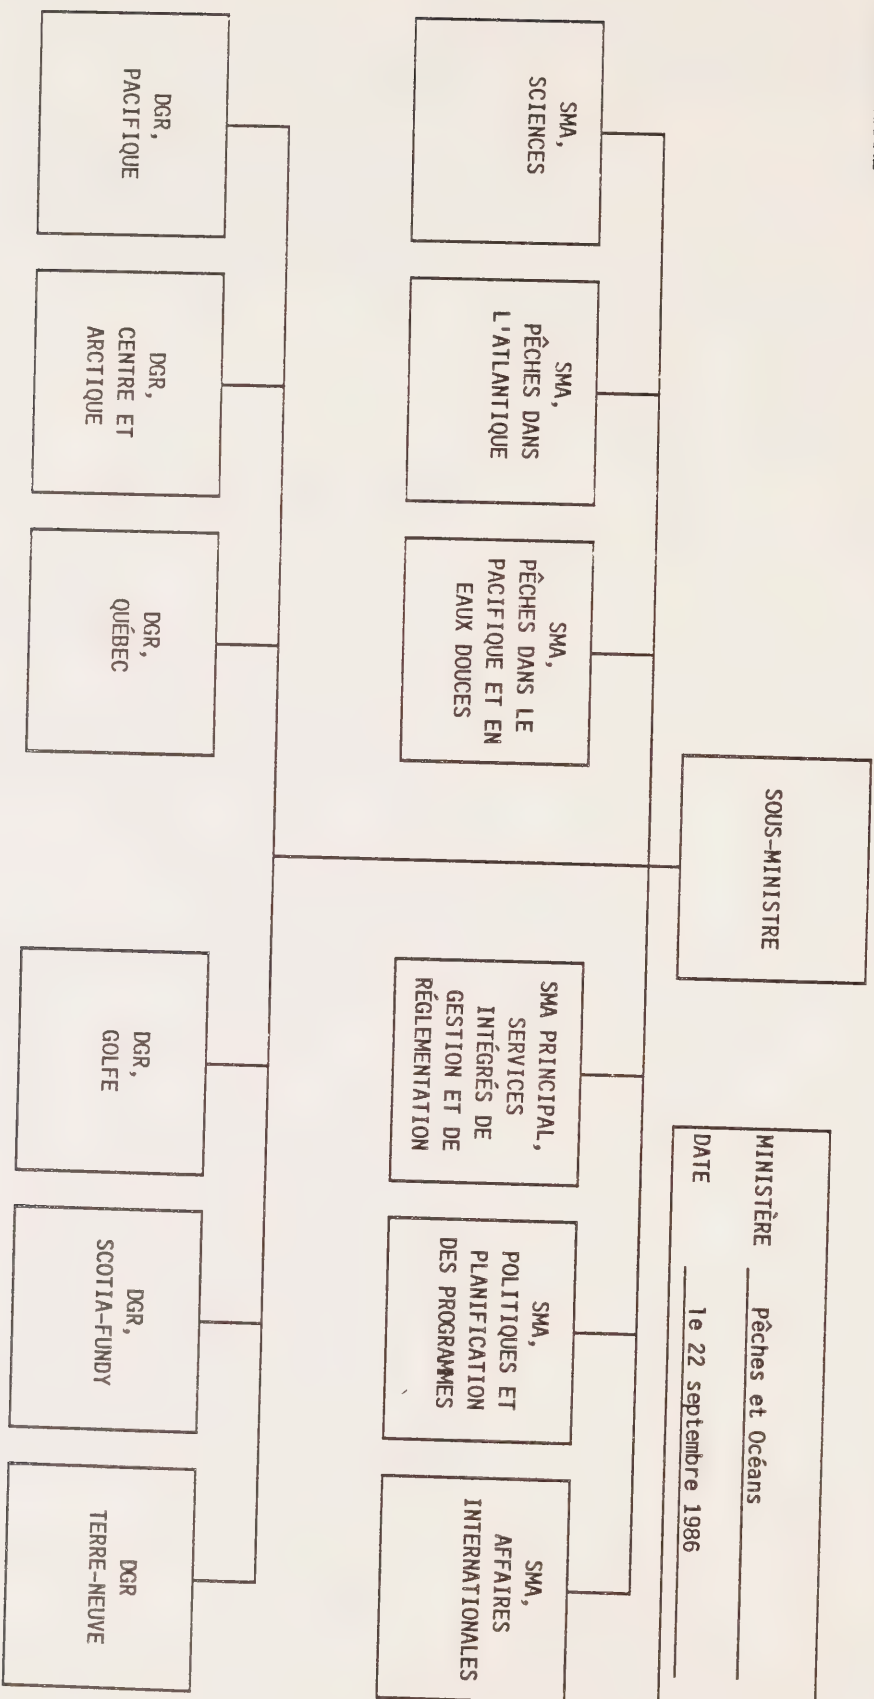 MINISTÈRE Pêches et Océans
DATE le 22 septembre 1986
SOUS-MINISTRE
SMA,
SCIENCES
SMA,
PÊCHES DANS
L'ATLANTIQUE
SMA,
PÊCHES DANS LE
PACIFIQUE ET EN
EAUX DOUCES
SMA PRINCIPAL,
SERVICES
INTÉGRÉS DE
GESTION ET DE
RÉGLEMENTATION
SMA,
POLITIQUES ET
PLANIFICATION
DES PROGRAMMES
SMA,
AFFAIRES
INTERNATIONALES
DGR,
PACIFIQUE
DGR,
CENTRE ET
ARCTIQUE
DGR,
QUÉBEC
DGR,
GOLFE
DGR,
SCOTIA-FUNDY
DGR
TERRE-NEUVE